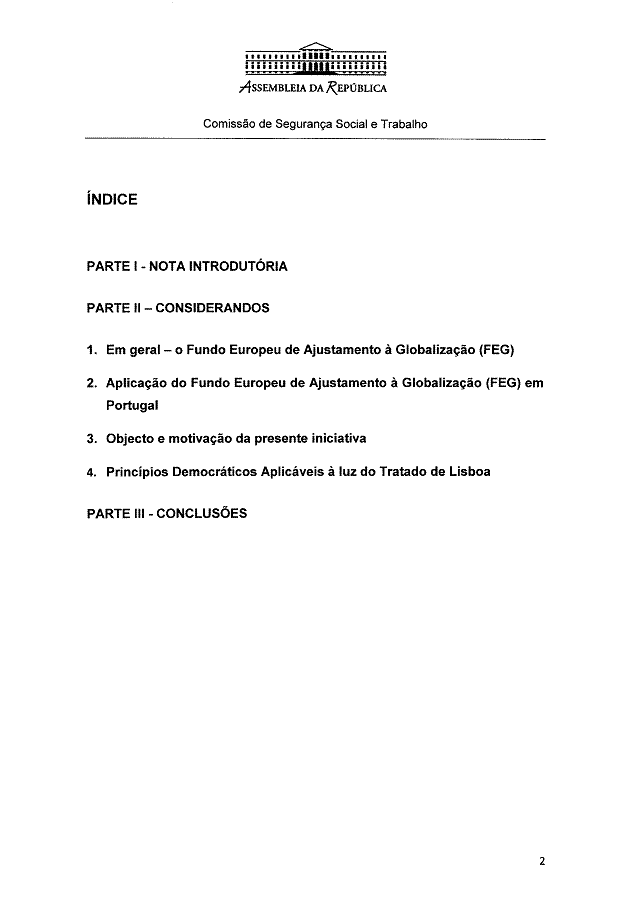 ASSEMBLEIA DA REPÚBLICA
Comissão de Segurança Social e Trabalho
ÍNDICE
PARTE I - NOTA INTRODUTÓRIA
PARTE II – CONSIDERANDOS
1. Em geral – o Fundo Europeu de Ajustamento à Globalização (FEG)
2. Aplicação do Fundo Europeu de Ajustamento à Globalização (FEG) em
Portugal
3. Objecto e motivação da presente iniciativa
4. Princípios Democráticos Aplicáveis à luz do Tratado de Lisboa
PARTE III - CONCLUSÕES
2